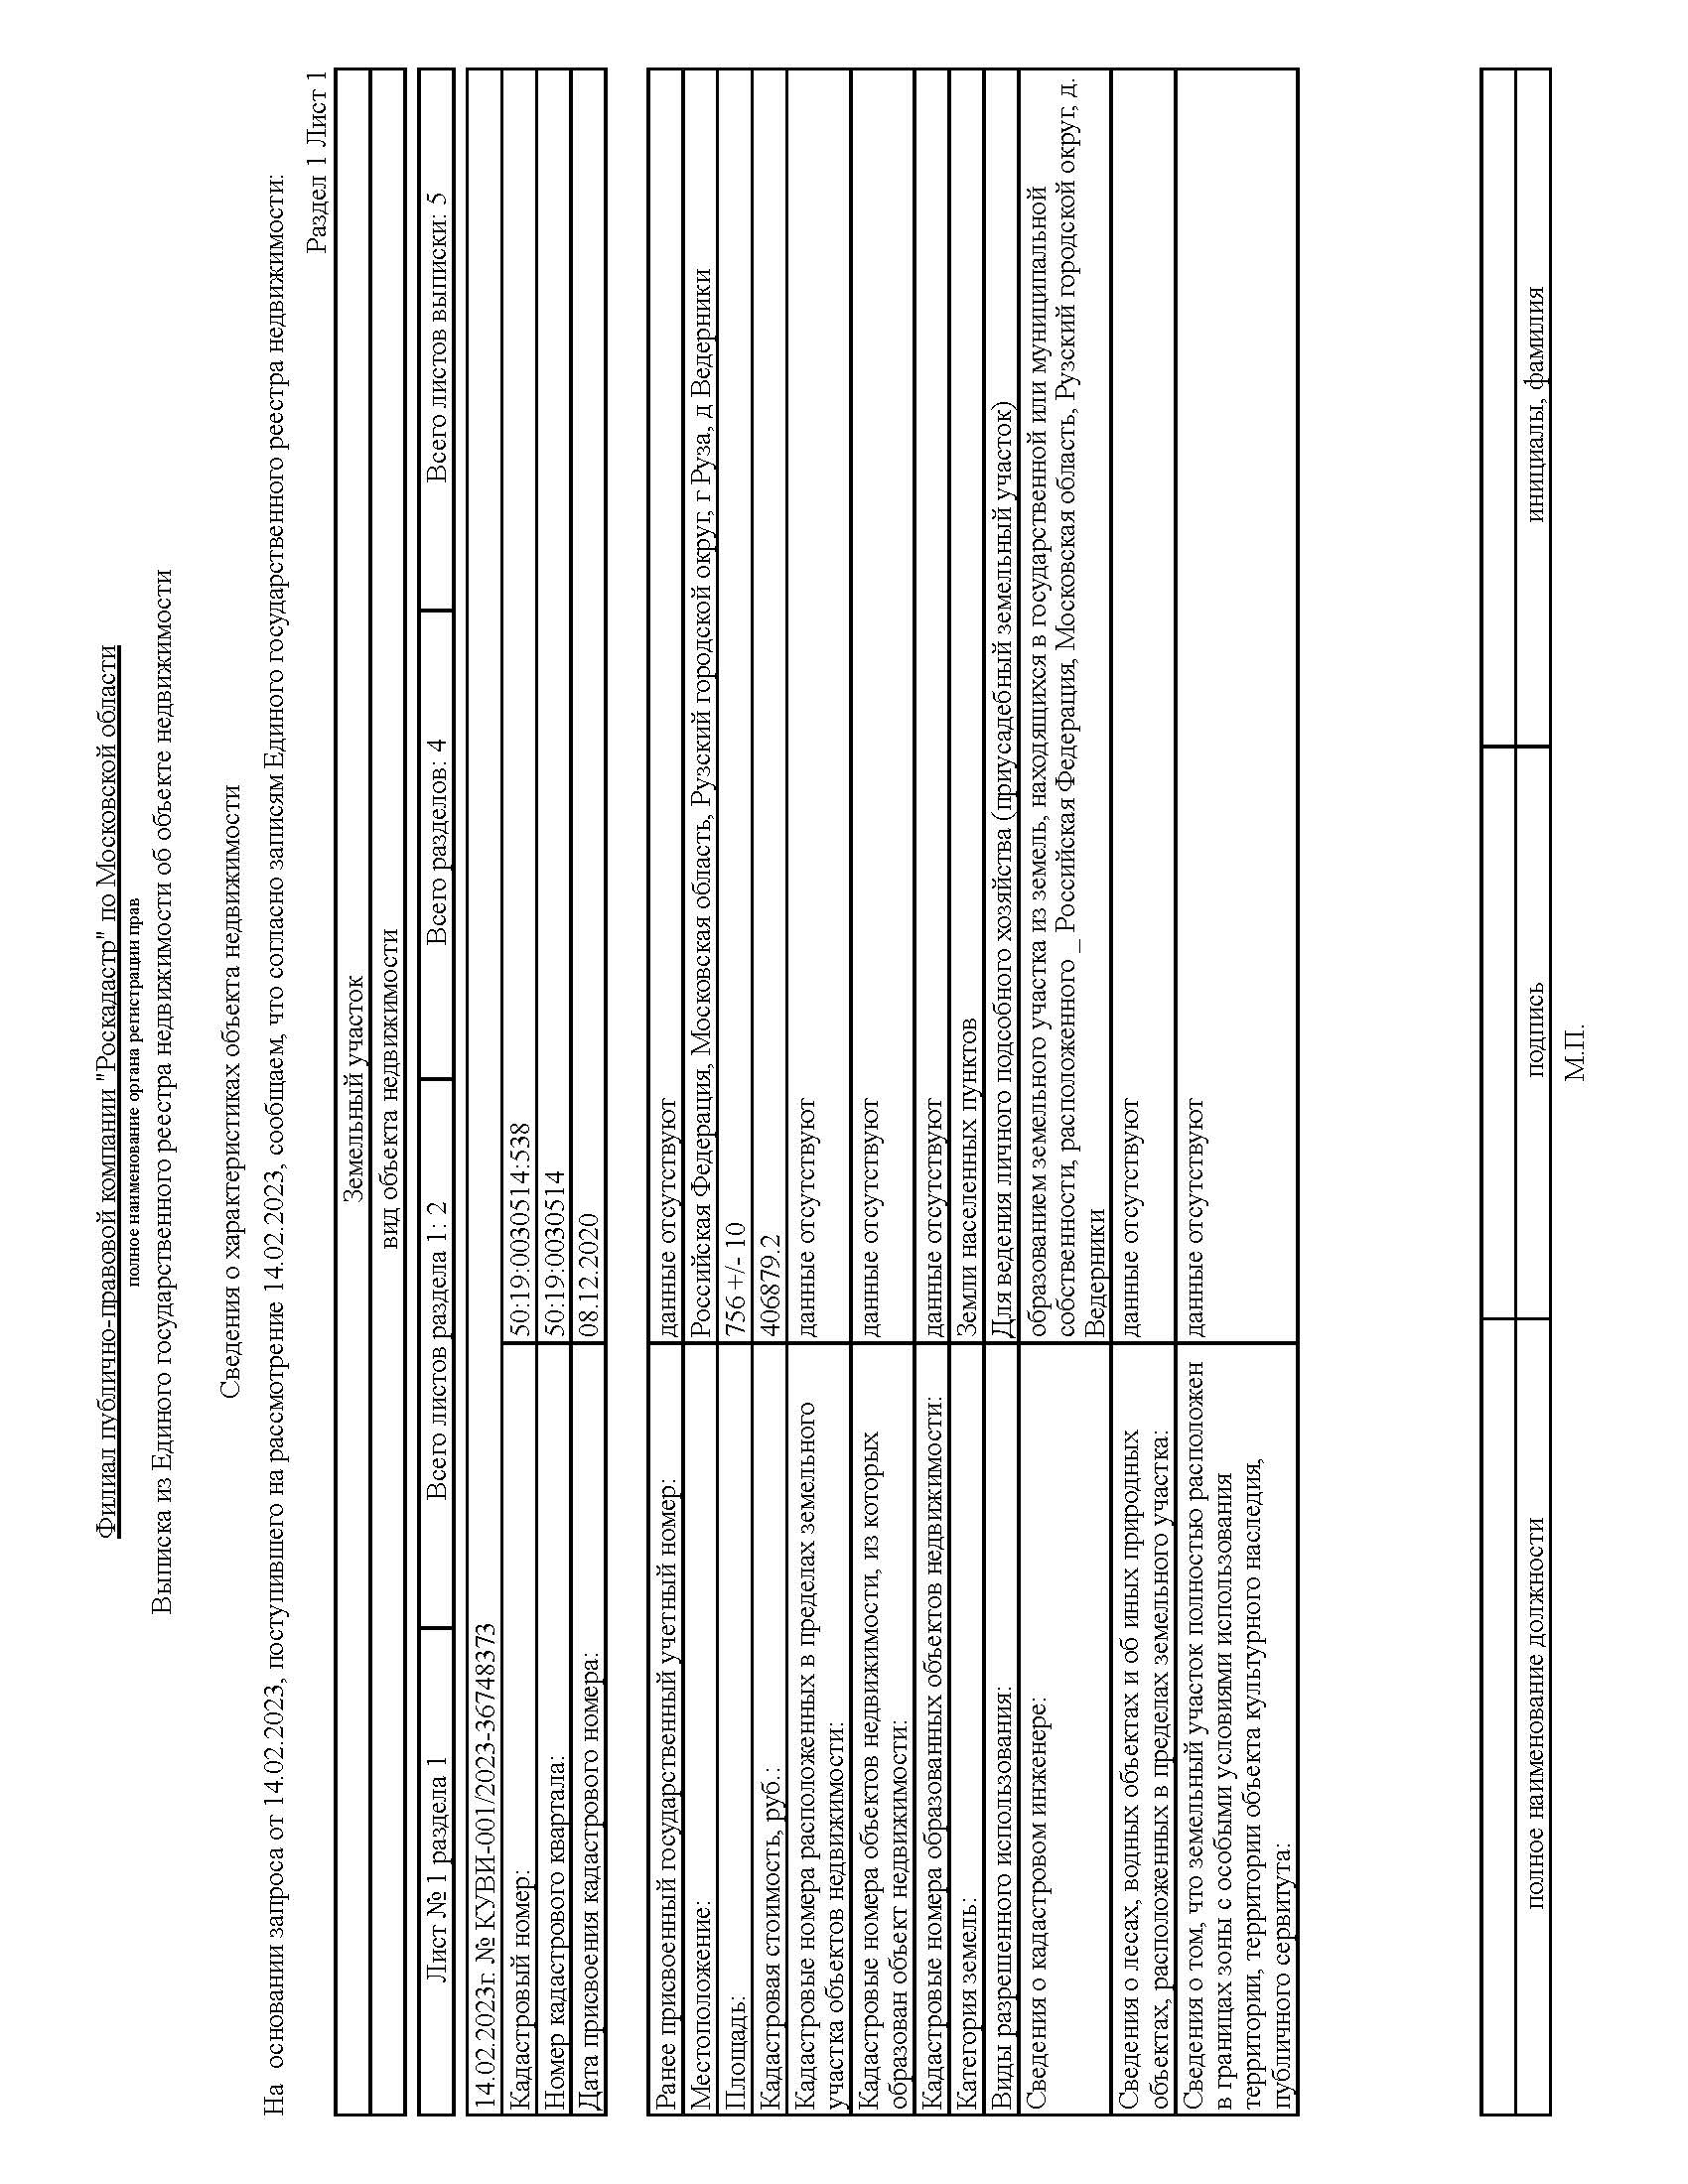 Филиал публично-правовой компании "Роскадастр" по Московской области
полное наименование органа регистрации прав
Выписка из Единого государственного реестра недвижимости об объекте недвижимости
Сведения о характеристиках объекта недвижимости
На основании запроса от 14.02.2023, поступившего на рассмотрение 14.02.2023, сообщаем, что согласно записям Единого государственного реестра недвижимости:
Раздел 1 Лист 1
Земельный участок
вид объекта недвижимости
Лист № 1 раздела 1 Всего листов раздела 1: 2 Всего разделов: 4 Всего листов выписки: 5
14.02.2023г. № КУВИ-001/2023-36748373
Кадастровый номер: 50:19:0030514:538
Номер кадастрового квартала: 50:19:0030514
Дата присвоения кадастрового номера: 08.12.2020
Ранее присвоенный государственный учетный номер: данные отсутствуют
Местоположение: Российская Федерация, Московская область, Рузский городской округ, г Руза, д Ведерники
Площадь: 756 +/- 10
Кадастровая стоимость, руб.: 406879.2
Кадастровые номера расположенных в пределах земельного
участка объектов недвижимости:
данные отсутствуют
Кадастровые номера объектов недвижимости, из которых
образован объект недвижимости:
данные отсутствуют
Кадастровые номера образованных объектов недвижимости: данные отсутствуют
Категория земель: Земли населенных пунктов
Виды разрешенного использования: Для ведения личного подсобного хозяйства (приусадебный земельный участок)
Сведения о кадастровом инженере: образованием земельного участка из земель, находящихся в государственной или муниципальной
собственности, расположенного _ Российская Федерация, Московская область, Рузский городской округ, д.
Ведерники
Сведения о лесах, водных объектах и об иных природных
объектах, расположенных в пределах земельного участка:
данные отсутствуют
Сведения о том, что земельный участок полностью расположен
в границах зоны с особыми условиями использования
территории, территории объекта культурного наследия,
публичного сервитута:
данные отсутствуют
полное наименование должности подпись инициалы, фамилия
М.П.